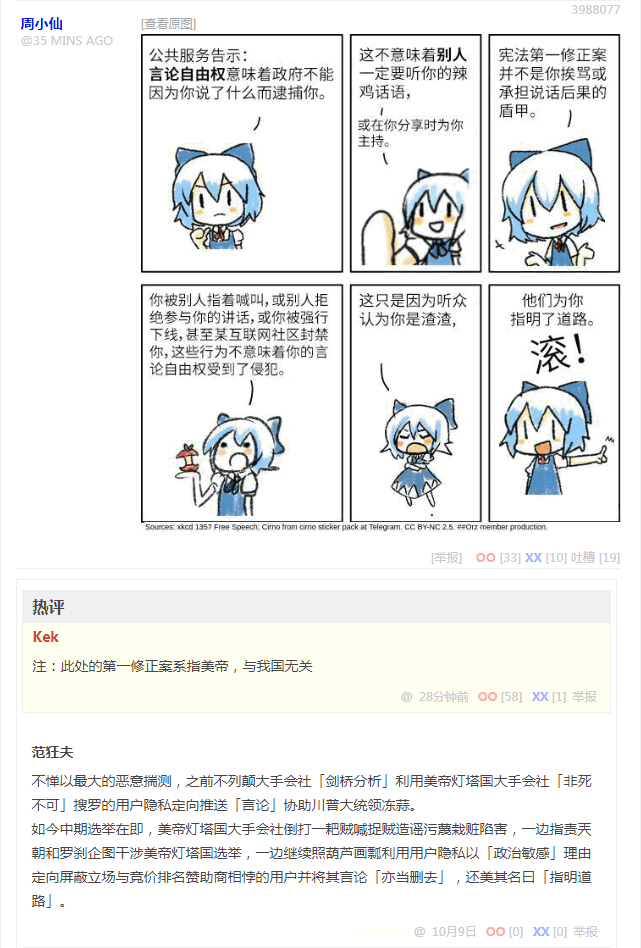 3988077
周小仙
@35 MINS AGO
[查看原图]
公共服务告示：
言论自由权意味着政府不能
因为你说了什么而逮捕你。
这不意味着别人
一定要听你的辣
鸡话语，
或在你分享时为你
主持。
宪法第一修正案
并不是你挨骂或
承担说话后果的
盾甲。
你被别人指着喊叫，或别人拒
绝参与你的讲话，或你被强行
下线，甚至某互联网社区封禁
你，这些行为不意味着你的言
论自由权受到了侵犯。
这只是因为听众
认为你是渣渣，
他们为你
指明了道路。
滚！
Sources: xkcd 1357 Free Speech; Cirno from cirno sticker pack at Telegram. CC BY-NC 2.5. ##Orz member production.
[举报] OO [33] XX [10] 吐槽 [19]
热评
Kek
注：此处的第一修正案系指美帝，与我国无关
@ 28分钟前 OO [58] XX [1] 举报
范狂夫
不惮以最大的恶意揣测，之前不列颠大手会社「剑桥分析」利用美帝灯塔国大手会社「非死
不可」搜罗的用户隐私定向推送「言论」协助川普大统领冻蒜。
如今中期选举在即，美帝灯塔国大手会社倒打一耙贼喊捉贼造谣污蔑栽赃陷害，一边指责天
朝和罗刹企图干涉美帝灯塔国选举，一边继续照葫芦画瓢利用用户隐私以「政治敏感」理由
定向屏蔽立场与竞价排名赞助商相悖的用户并将其言论「亦当删去」，还美其名曰「指明道
路」。
@ 10月9日 OO [0] XX [0] 举报